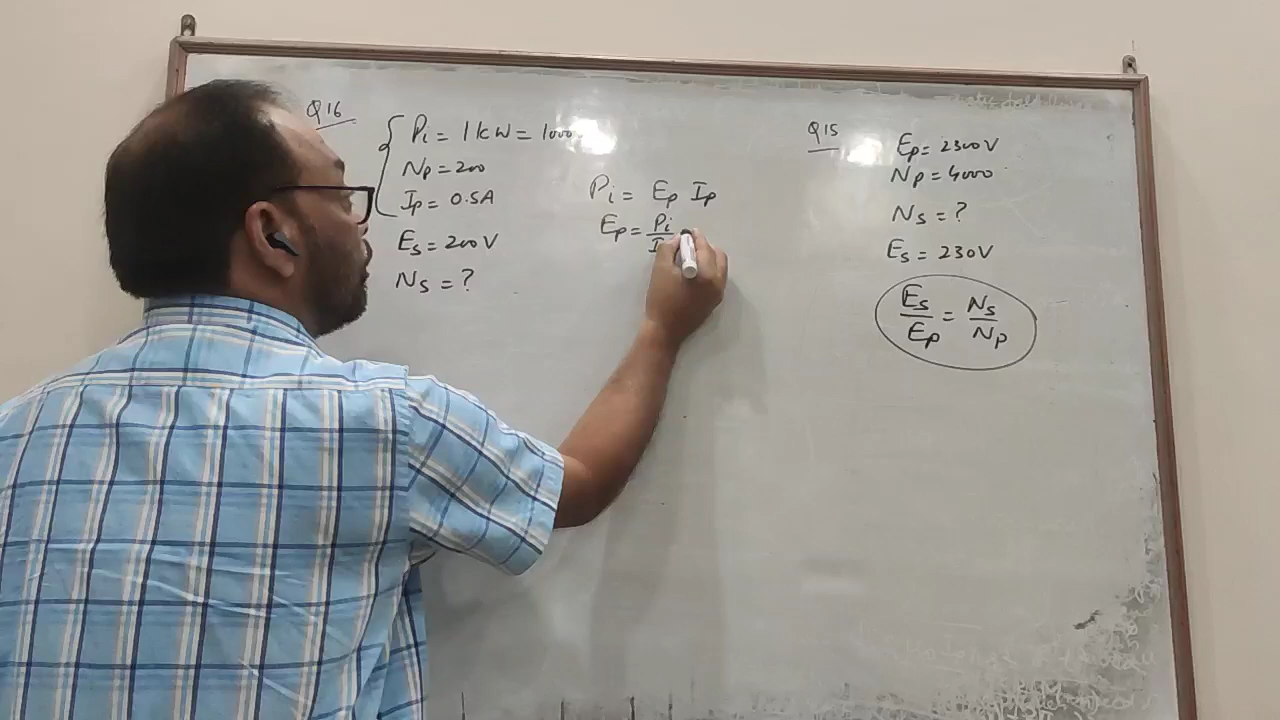 Q16
Pi = 1kW = 1000
Np = 200
Ip = 0.5A
Es = 200V
Ns = ?
Pi = Ep Ip
Ep = Pi / I
Q15
Ep = 2300V
Np = 4000
Ns = ?
Es = 230V
Es / Ep = Ns / Np